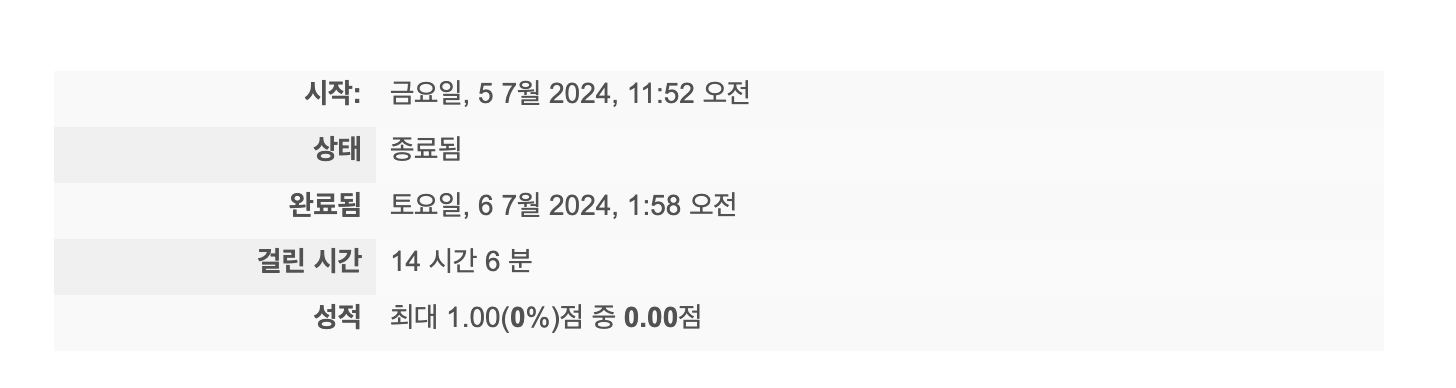 시작: 금요일, 5 7월 2024, 11:52 오전
상태 종료됨
완료됨 토요일, 6 7월 2024, 1:58 오전
걸린 시간 14 시간 6 분
성적 최대 1.00(0%)점 중 0.00점